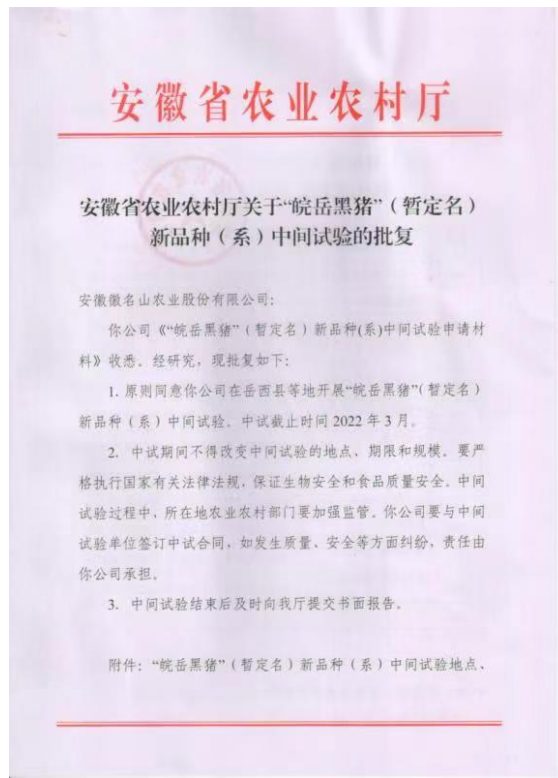 安徽省农业农村厅
安徽省农业农村厅关于“皖岳黑猪”（暂定名）
新品种（系）中间试验的批复
安徽徽名山农业股份有限公司：
你公司《“皖岳黑猪”（暂定名）新品种(系)中间试验申请材
料》收悉。经研究，现批复如下：
1. 原则同意你公司在岳西县等地开展“皖岳黑猪”（暂定名）
新品种（系）中间试验。中试截止时间 2022 年 3 月。
2. 中试期间不得改变中间试验的地点、期限和规模。要严
格执行国家有关法律法规，保证生物安全和食品质量安全。中间
试验过程中，所在地农业农村部门要加强监管。你公司要与中间
试验单位签订中试合同，如发生质量、安全等方面纠纷，责任由
你公司承担。
3. 中间试验结束后及时向我厅提交书面报告。
附件：“皖岳黑猪”（暂定名）新品种（系）中间试验地点、